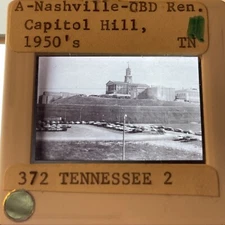 A-Nashville-CBD Ren.
Capitol Hill,
1950's TN
372 TENNESSEE 2